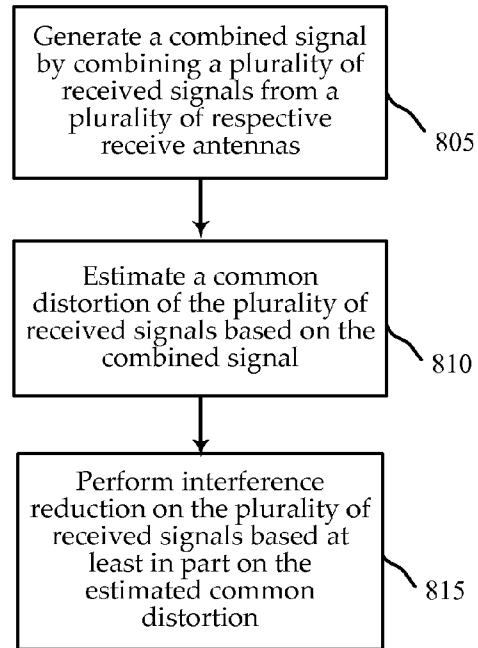 Generate a combined signal
by combining a plurality of
received signals from a
plurality of respective
receive antennas
805
Estimate a common
distortion of the plurality of
received signals based on the
combined signal
810
Perform interference
reduction on the plurality of
received signals based at
least in part on the
estimated common
distortion
815